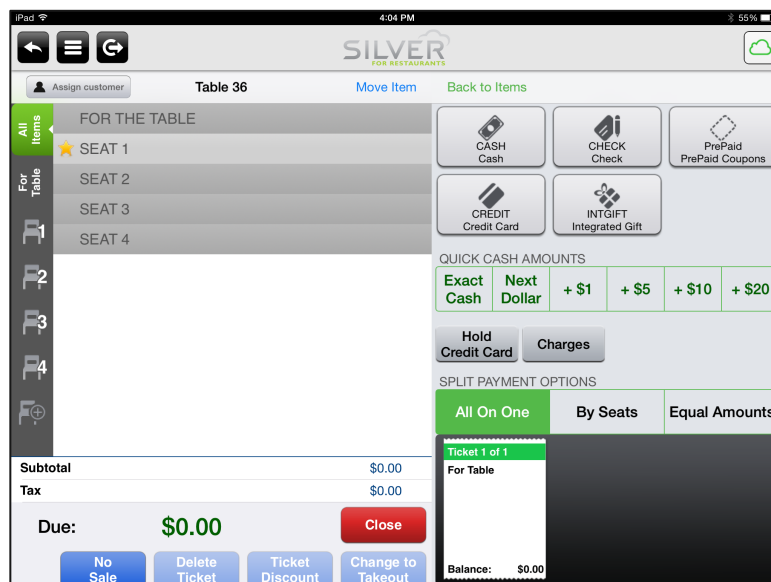 iPad 4:04 PM 55%
SILVER
FOR RESTAURANTS
Assign customer Table 36 Move Item Back to Items
All Items
For Table
1
2
3
4
FOR THE TABLE
SEAT 1
SEAT 2
SEAT 3
SEAT 4
Subtotal $0.00
Tax $0.00
Due: $0.00 Close
No Sale
Delete Ticket
Ticket Discount
Change to Takeout
CASH
Cash
CHECK
Check
PrePaid
PrePaid Coupons
CREDIT
Credit Card
INTGIFT
Integrated Gift
QUICK CASH AMOUNTS
Exact Cash
Next Dollar
+ $1
+ $5
+ $10
+ $20
Hold Credit Card
Charges
SPLIT PAYMENT OPTIONS
All On One By Seats Equal Amounts
Ticket 1 of 1
For Table
Balance: $0.00